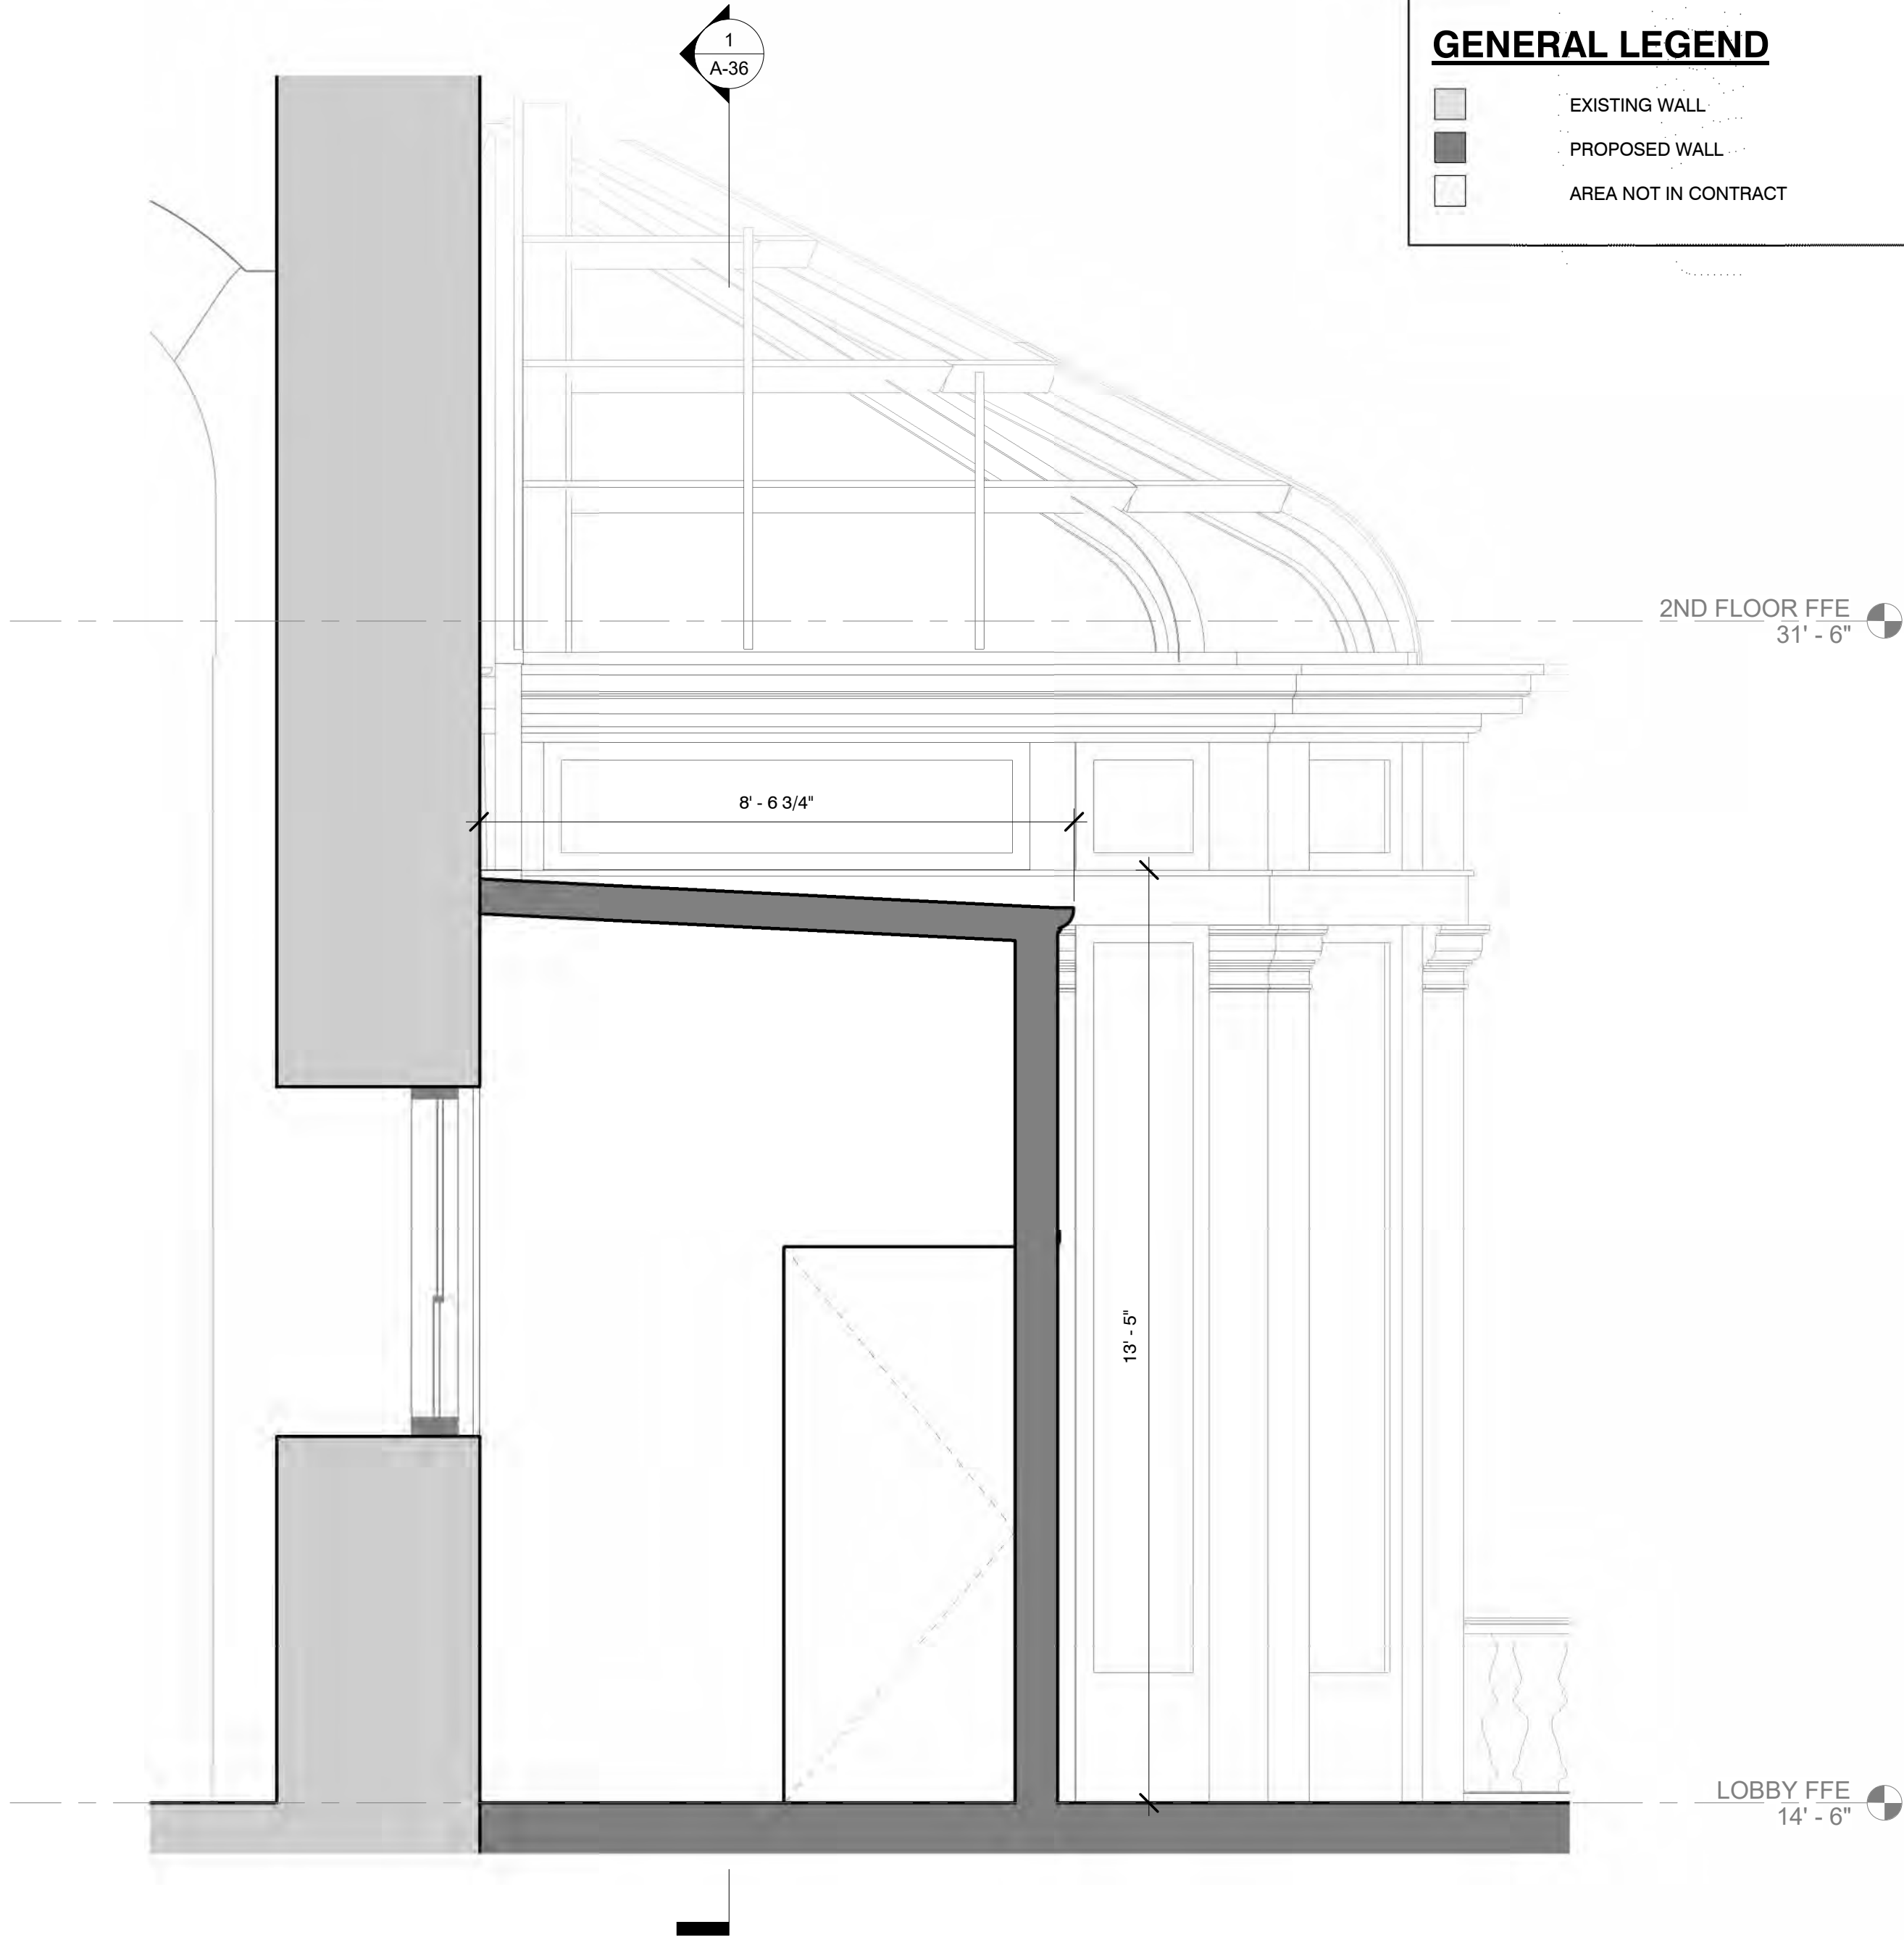 1
A-36
GENERAL LEGEND
EXISTING WALL
PROPOSED WALL
AREA NOT IN CONTRACT
2ND FLOOR FFE
31' - 6"
8' - 6 3/4"
13' - 5"
LOBBY FFE
14' - 6"